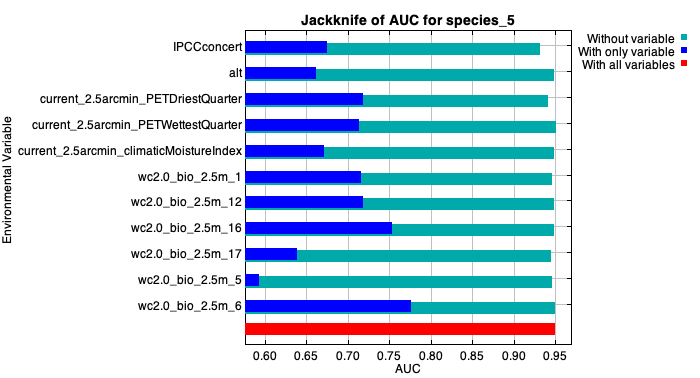 Jackknife of AUC for species_5
Without variable
With only variable
With all variables
Environmental Variable
IPCCconcert
alt
current_2.5arcmin_PETDriestQuarter
current_2.5arcmin_PETWettestQuarter
current_2.5arcmin_climaticMoistureIndex
wc2.0_bio_2.5m_1
wc2.0_bio_2.5m_12
wc2.0_bio_2.5m_16
wc2.0_bio_2.5m_17
wc2.0_bio_2.5m_5
wc2.0_bio_2.5m_6
0.60 0.65 0.70 0.75 0.80 0.85 0.90 0.95
AUC